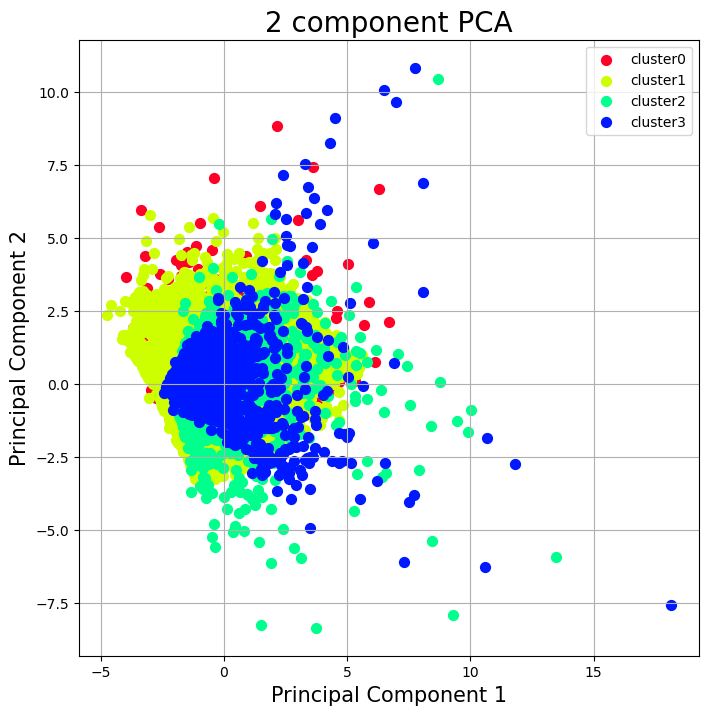 2 component PCA
cluster0
cluster1
cluster2
cluster3
10.0
7.5
5.0
2.5
0.0
−2.5
−5.0
−7.5
Principal Component 2
−5
0
5
10
15
Principal Component 1